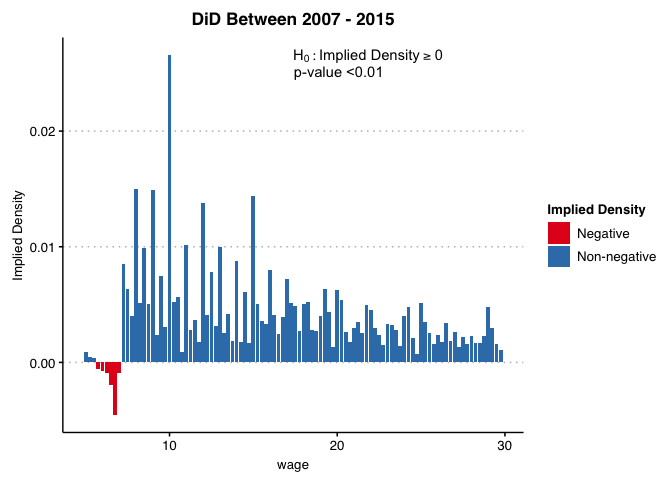 DiD Between 2007 - 2015
H₀ : Implied Density ≥ 0
p-value <0.01
Implied Density
0.02
0.01
0.00
10
20
30
wage
Implied Density
Negative
Non-negative